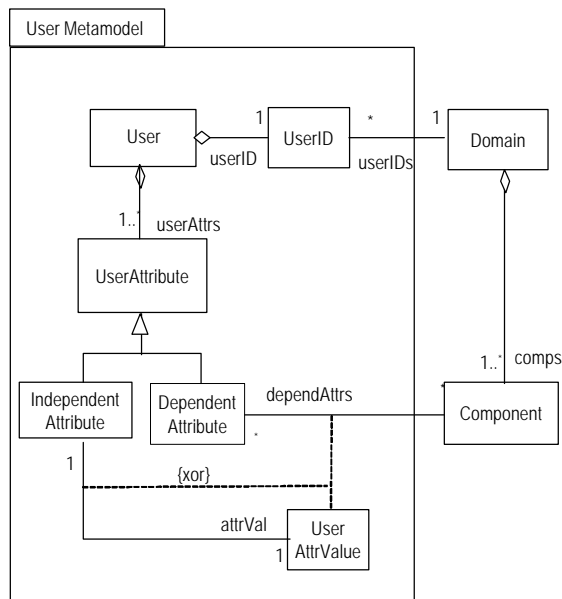 User Metamodel
User
1
UserID
*
1
Domain
userID
userIDs
1..*
userAttrs
UserAttribute
1..*
comps
Independent
Attribute
Dependent
Attribute
dependAttrs
*
*
Component
1
{xor}
attrVal
1
User
AttrValue